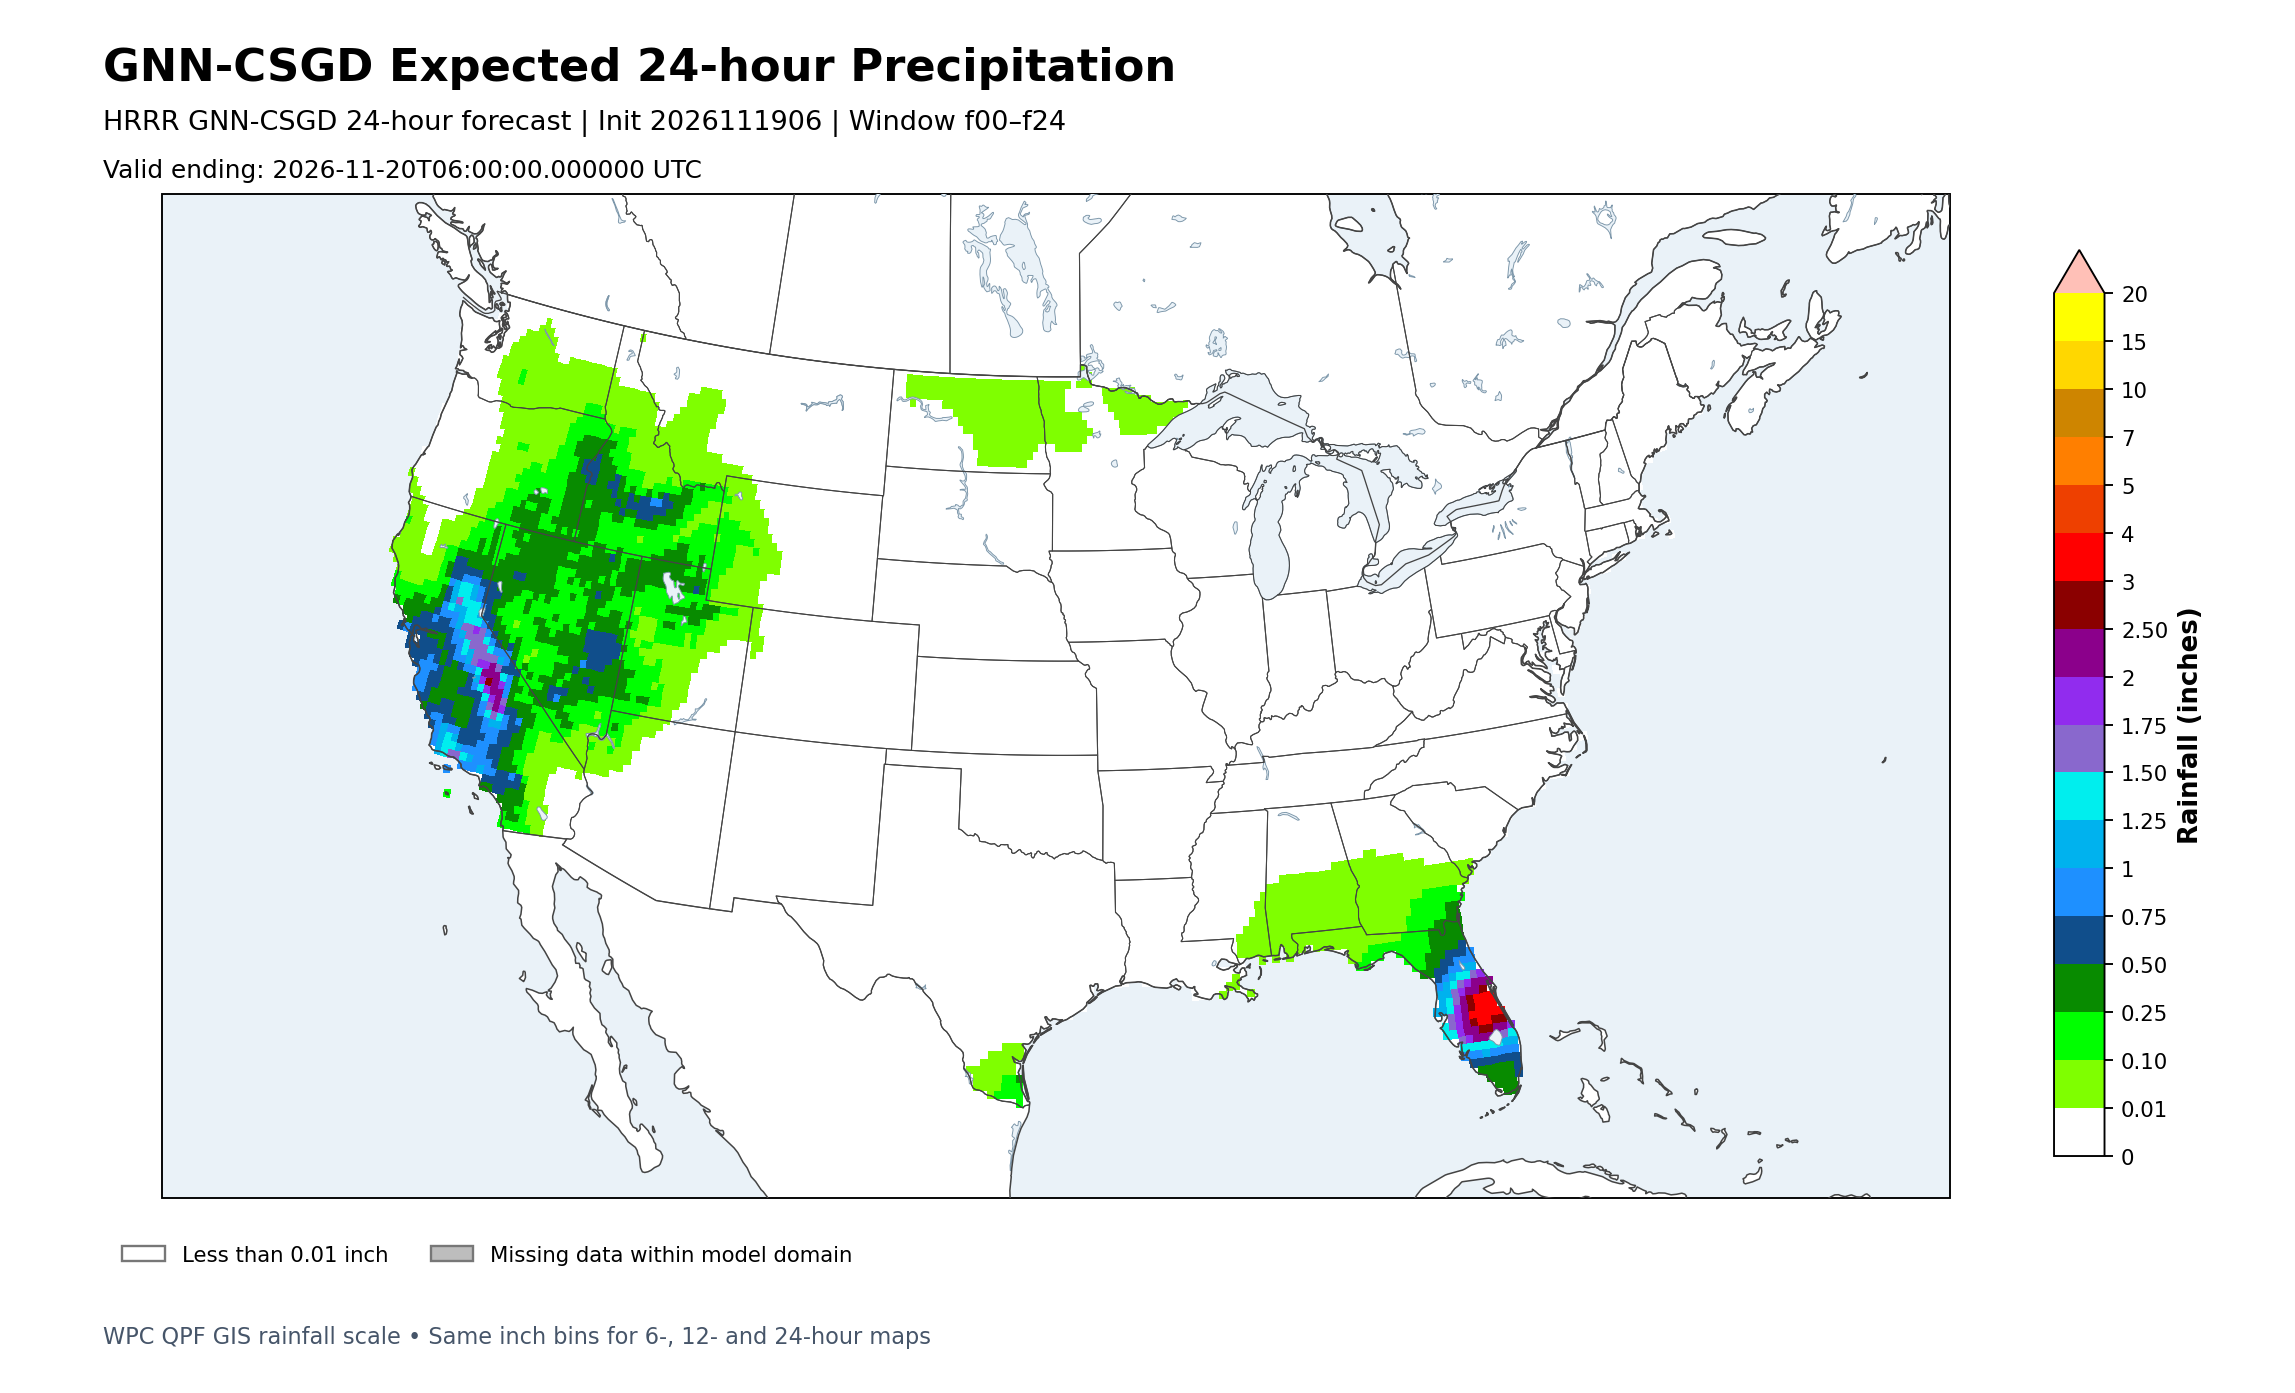 GNN-CSGD Expected 24-hour Precipitation
HRRR GNN-CSGD 24-hour forecast | Init 2026111906 | Window f00–f24
Valid ending: 2026-11-20T06:00:00.000000 UTC
20
15
10
7
5
4
3
2.50
2
1.75
1.50
1.25
1
0.75
0.50
0.25
0.10
0.01
0
Rainfall (inches)
Less than 0.01 inch
Missing data within model domain
WPC QPF GIS rainfall scale • Same inch bins for 6-, 12- and 24-hour maps